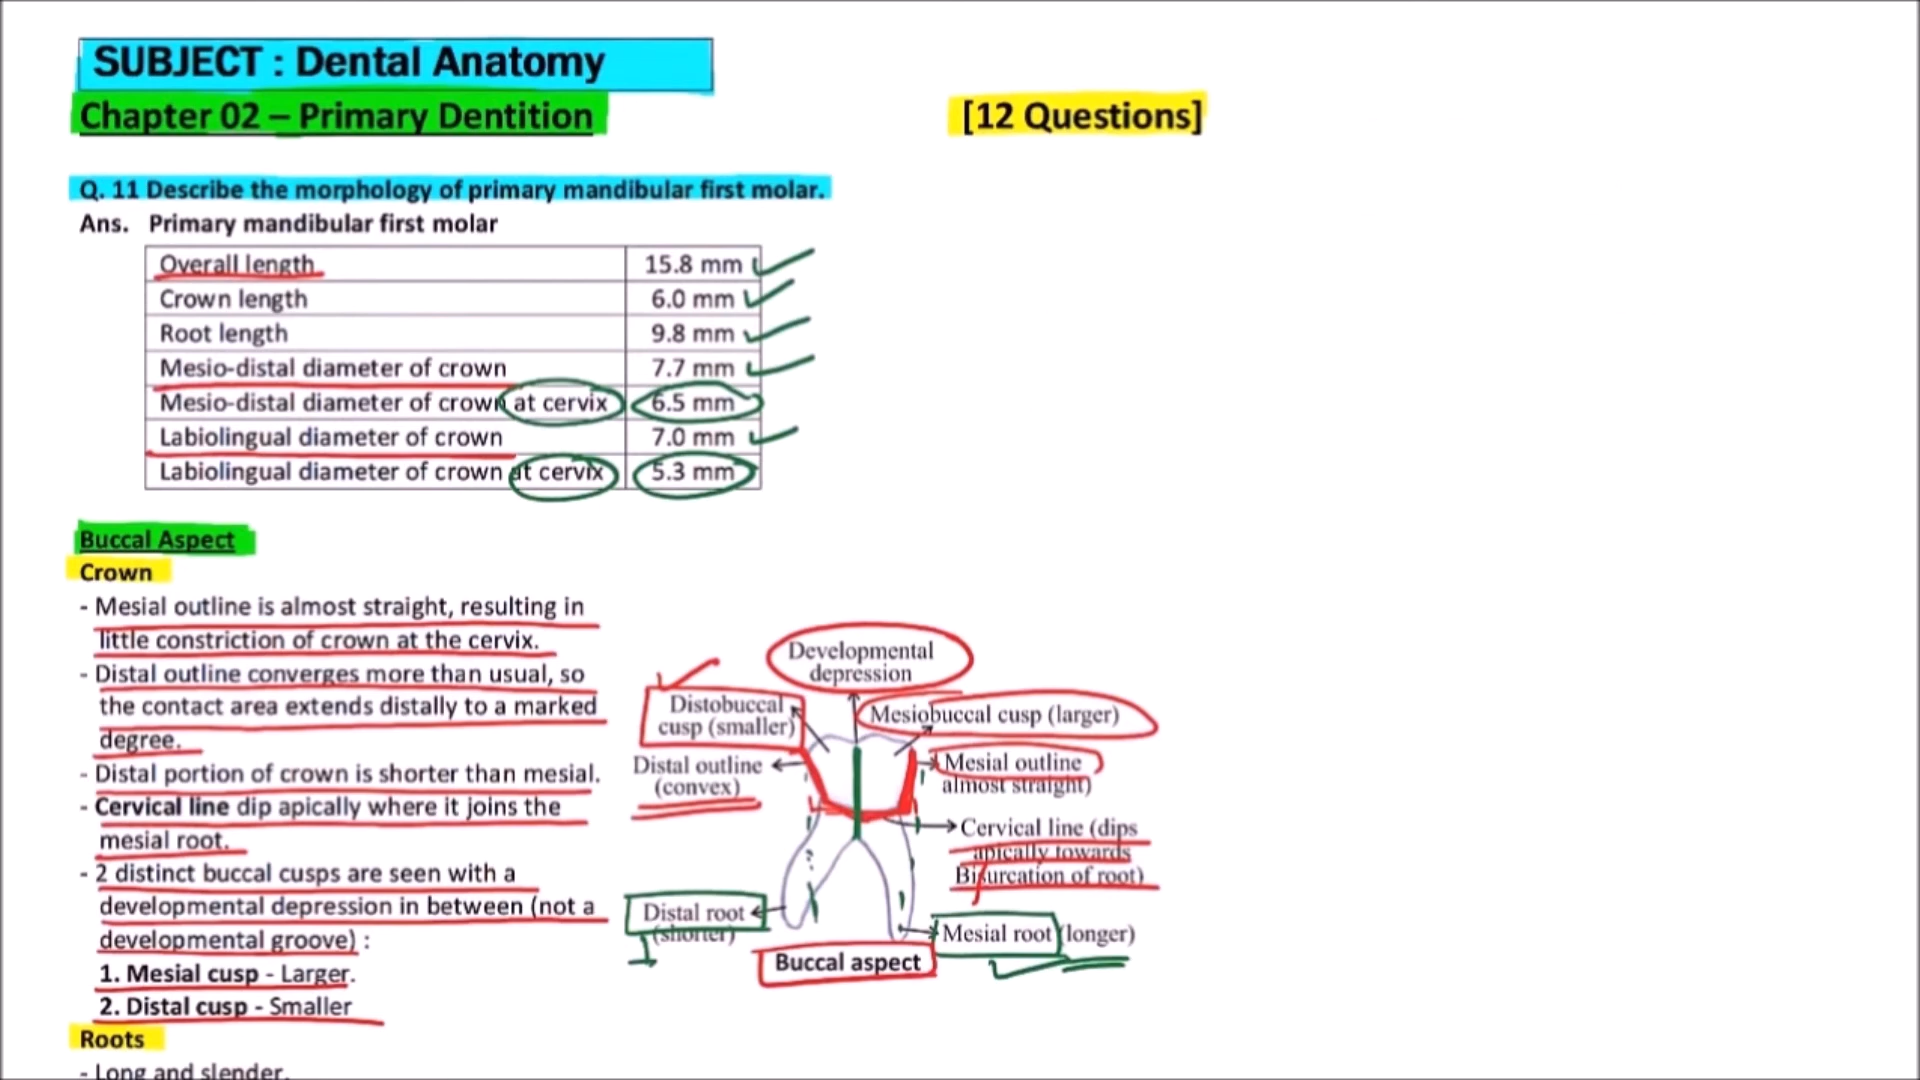 SUBJECT : Dental Anatomy
Chapter 02 – Primary Dentition
[12 Questions]
Q. 11 Describe the morphology of primary mandibular first molar.
Ans. Primary mandibular first molar
Overall length 15.8 mm
Crown length 6.0 mm
Root length 9.8 mm
Mesio-distal diameter of crown 7.7 mm
Mesio-distal diameter of crown at cervix 6.5 mm
Labiolingual diameter of crown 7.0 mm
Labiolingual diameter of crown at cervix 5.3 mm
Buccal Aspect
Crown
- Mesial outline is almost straight, resulting in
little constriction of crown at the cervix.
- Distal outline converges more than usual, so
the contact area extends distally to a marked
degree.
- Distal portion of crown is shorter than mesial.
- Cervical line dip apically where it joins the
mesial root.
- 2 distinct buccal cusps are seen with a
developmental depression in between (not a
developmental groove) :
1. Mesial cusp - Larger.
2. Distal cusp - Smaller
Roots
- Long and slender.
Developmental
depression
Distobuccal
cusp (smaller)
Mesiobuccal cusp (larger)
Distal outline
(convex)
Mesial outline
almost straight)
Cervical line (dips
apically towards
Bifurcation of root)
Distal root
(shorter)
Mesial root (longer)
Buccal aspect